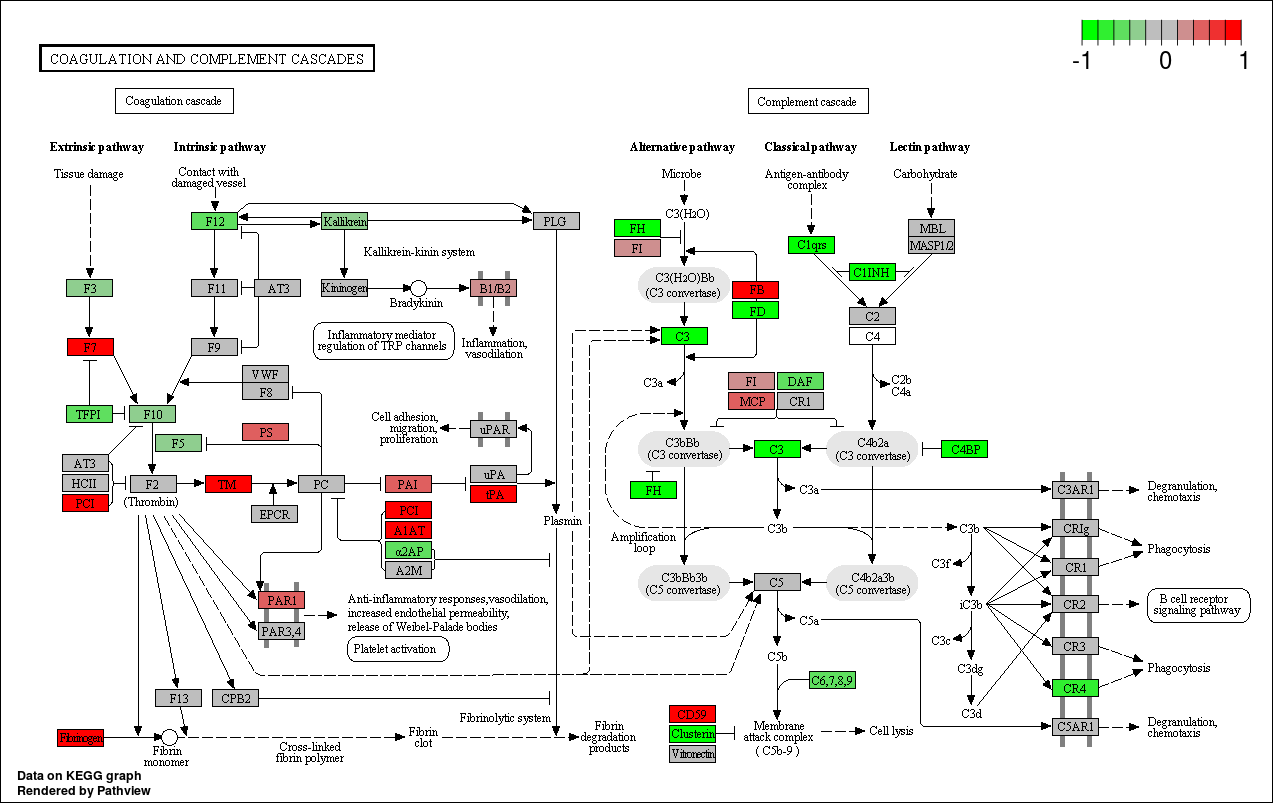 COAGULATION AND COMPLEMENT CASCADES
-1
0
1
Coagulation cascade
Complement cascade
Extrinsic pathway
Intrinsic pathway
Alternative pathway
Classical pathway
Lectin pathway
Tissue damage
Contact with
damaged vessel
Microbe
Antigen-antibody
complex
Carbohydrate
F12
Kallikrein
PLG
C3(H2O)
FH
FI
C1qrs
MBL
MASP1/2
Kallikrein-kinin system
C1INH
F3
F11
AT3
Kininogen
Bradykinin
B1/B2
C3(H2O)Bb
(C3 convertase)
FB
FD
C2
C4
Inflammatory mediator
regulation of TRP channels
Inflammation,
vasodilation
C3
F7
F9
VWF
F8
C3a
FI
DAF
MCP
CR1
C2b
C4a
TFPI
F10
F5
PS
Cell adhesion,
migration,
proliferation
uPAR
C3bBb
(C3 convertase)
C3
C4b2a
(C3 convertase)
C4BP
AT3
HCII
PCI
F2
(Thrombin)
TM
PC
PAI
uPA
tPA
FH
C3a
C3AR1
Degranulation,
chemotaxis
EPCR
PCI
A1AT
α2AP
A2M
Plasmin
Amplification
loop
C3b
C3b
CRIg
Phagocytosis
C3f
CR1
C3bBb3b
(C5 convertase)
C5
C4b2a3b
(C5 convertase)
iC3b
CR2
B cell receptor
signaling pathway
PAR1
PAR3,4
Anti-inflammatory responses,vasodilation,
increased endothelial permeability,
release of Weibel-Palade bodies
Platelet activation
C5a
C3c
CR3
C5b
C3dg
Phagocytosis
C6,7,8,9
CR4
F13
CPB2
C3d
Fibrinolytic system
CD59
Clusterin
Vitronectin
Membrane
attack complex
( C5b-9 )
Cell lysis
C5AR1
Degranulation,
chemotaxis
Fibrinogen
Fibrin
monomer
Cross-linked
fibrin polymer
Fibrin
clot
Fibrin
degradation
products
Data on KEGG graph
Rendered by Pathview